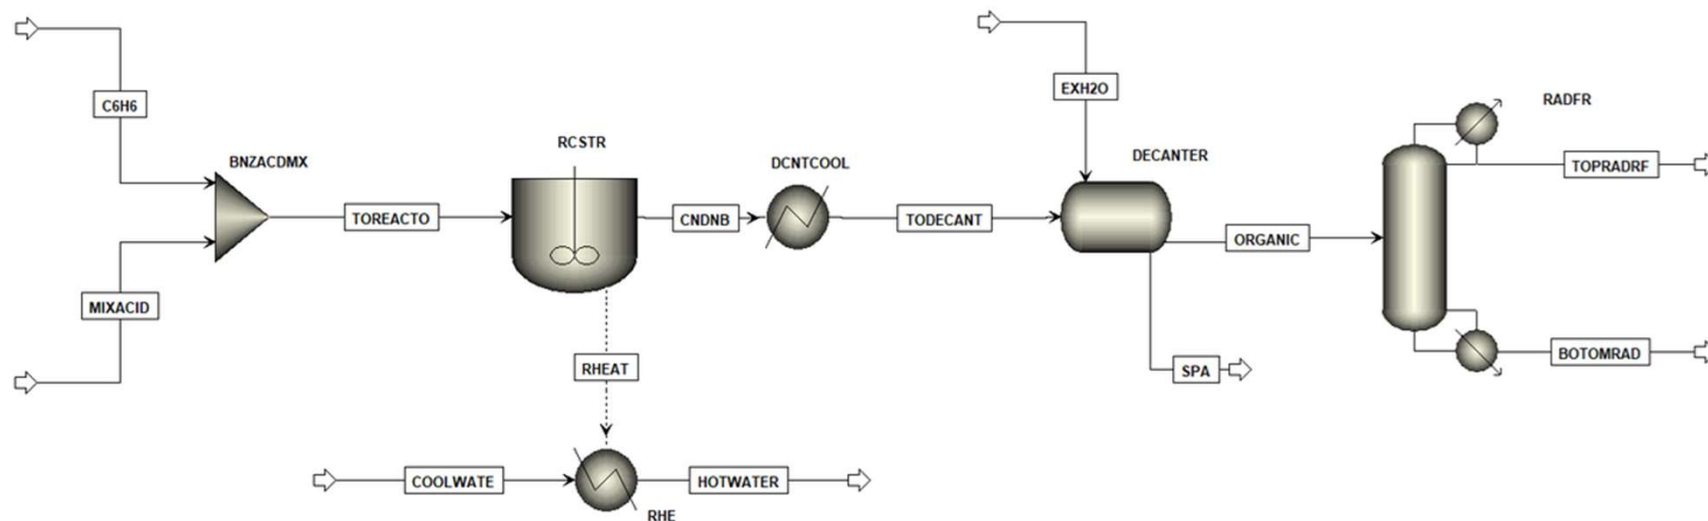 C6H6
MIXACID
BNZACDMX
TOREACTO
RCSTR
CNDNB
DCNTCOOL
TODECANT
EXH2O
DECANTER
ORGANIC
SPA
RADFR
TOPRADRF
BOTOMRAD
RHEAT
COOLWATE
HOTWATER
RHE